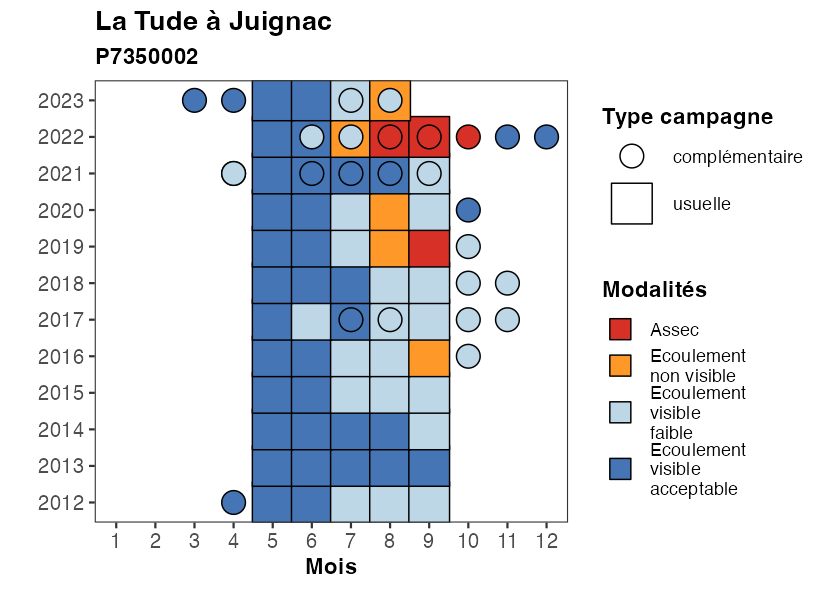 La Tude à Juignac
P7350002
2023
2022
2021
2020
2019
2018
2017
2016
2015
2014
2013
2012
1 2 3 4 5 6 7 8 9 10 11 12
Mois
Type campagne
complémentaire
usuelle
Modalités
Assec
Ecoulement
non visible
Ecoulement
visible
faible
Ecoulement
visible
acceptable